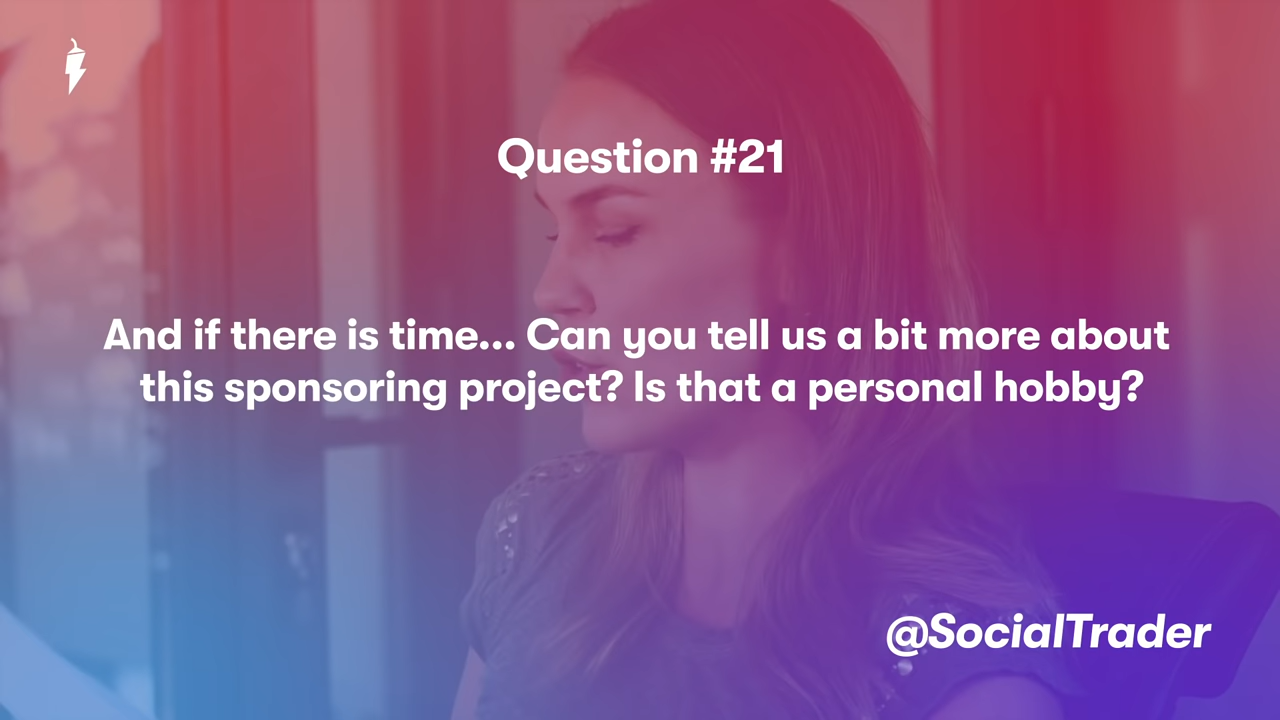 Question #21
And if there is time... Can you tell us a bit more about
this sponsoring project? Is that a personal hobby?
@SocialTrader